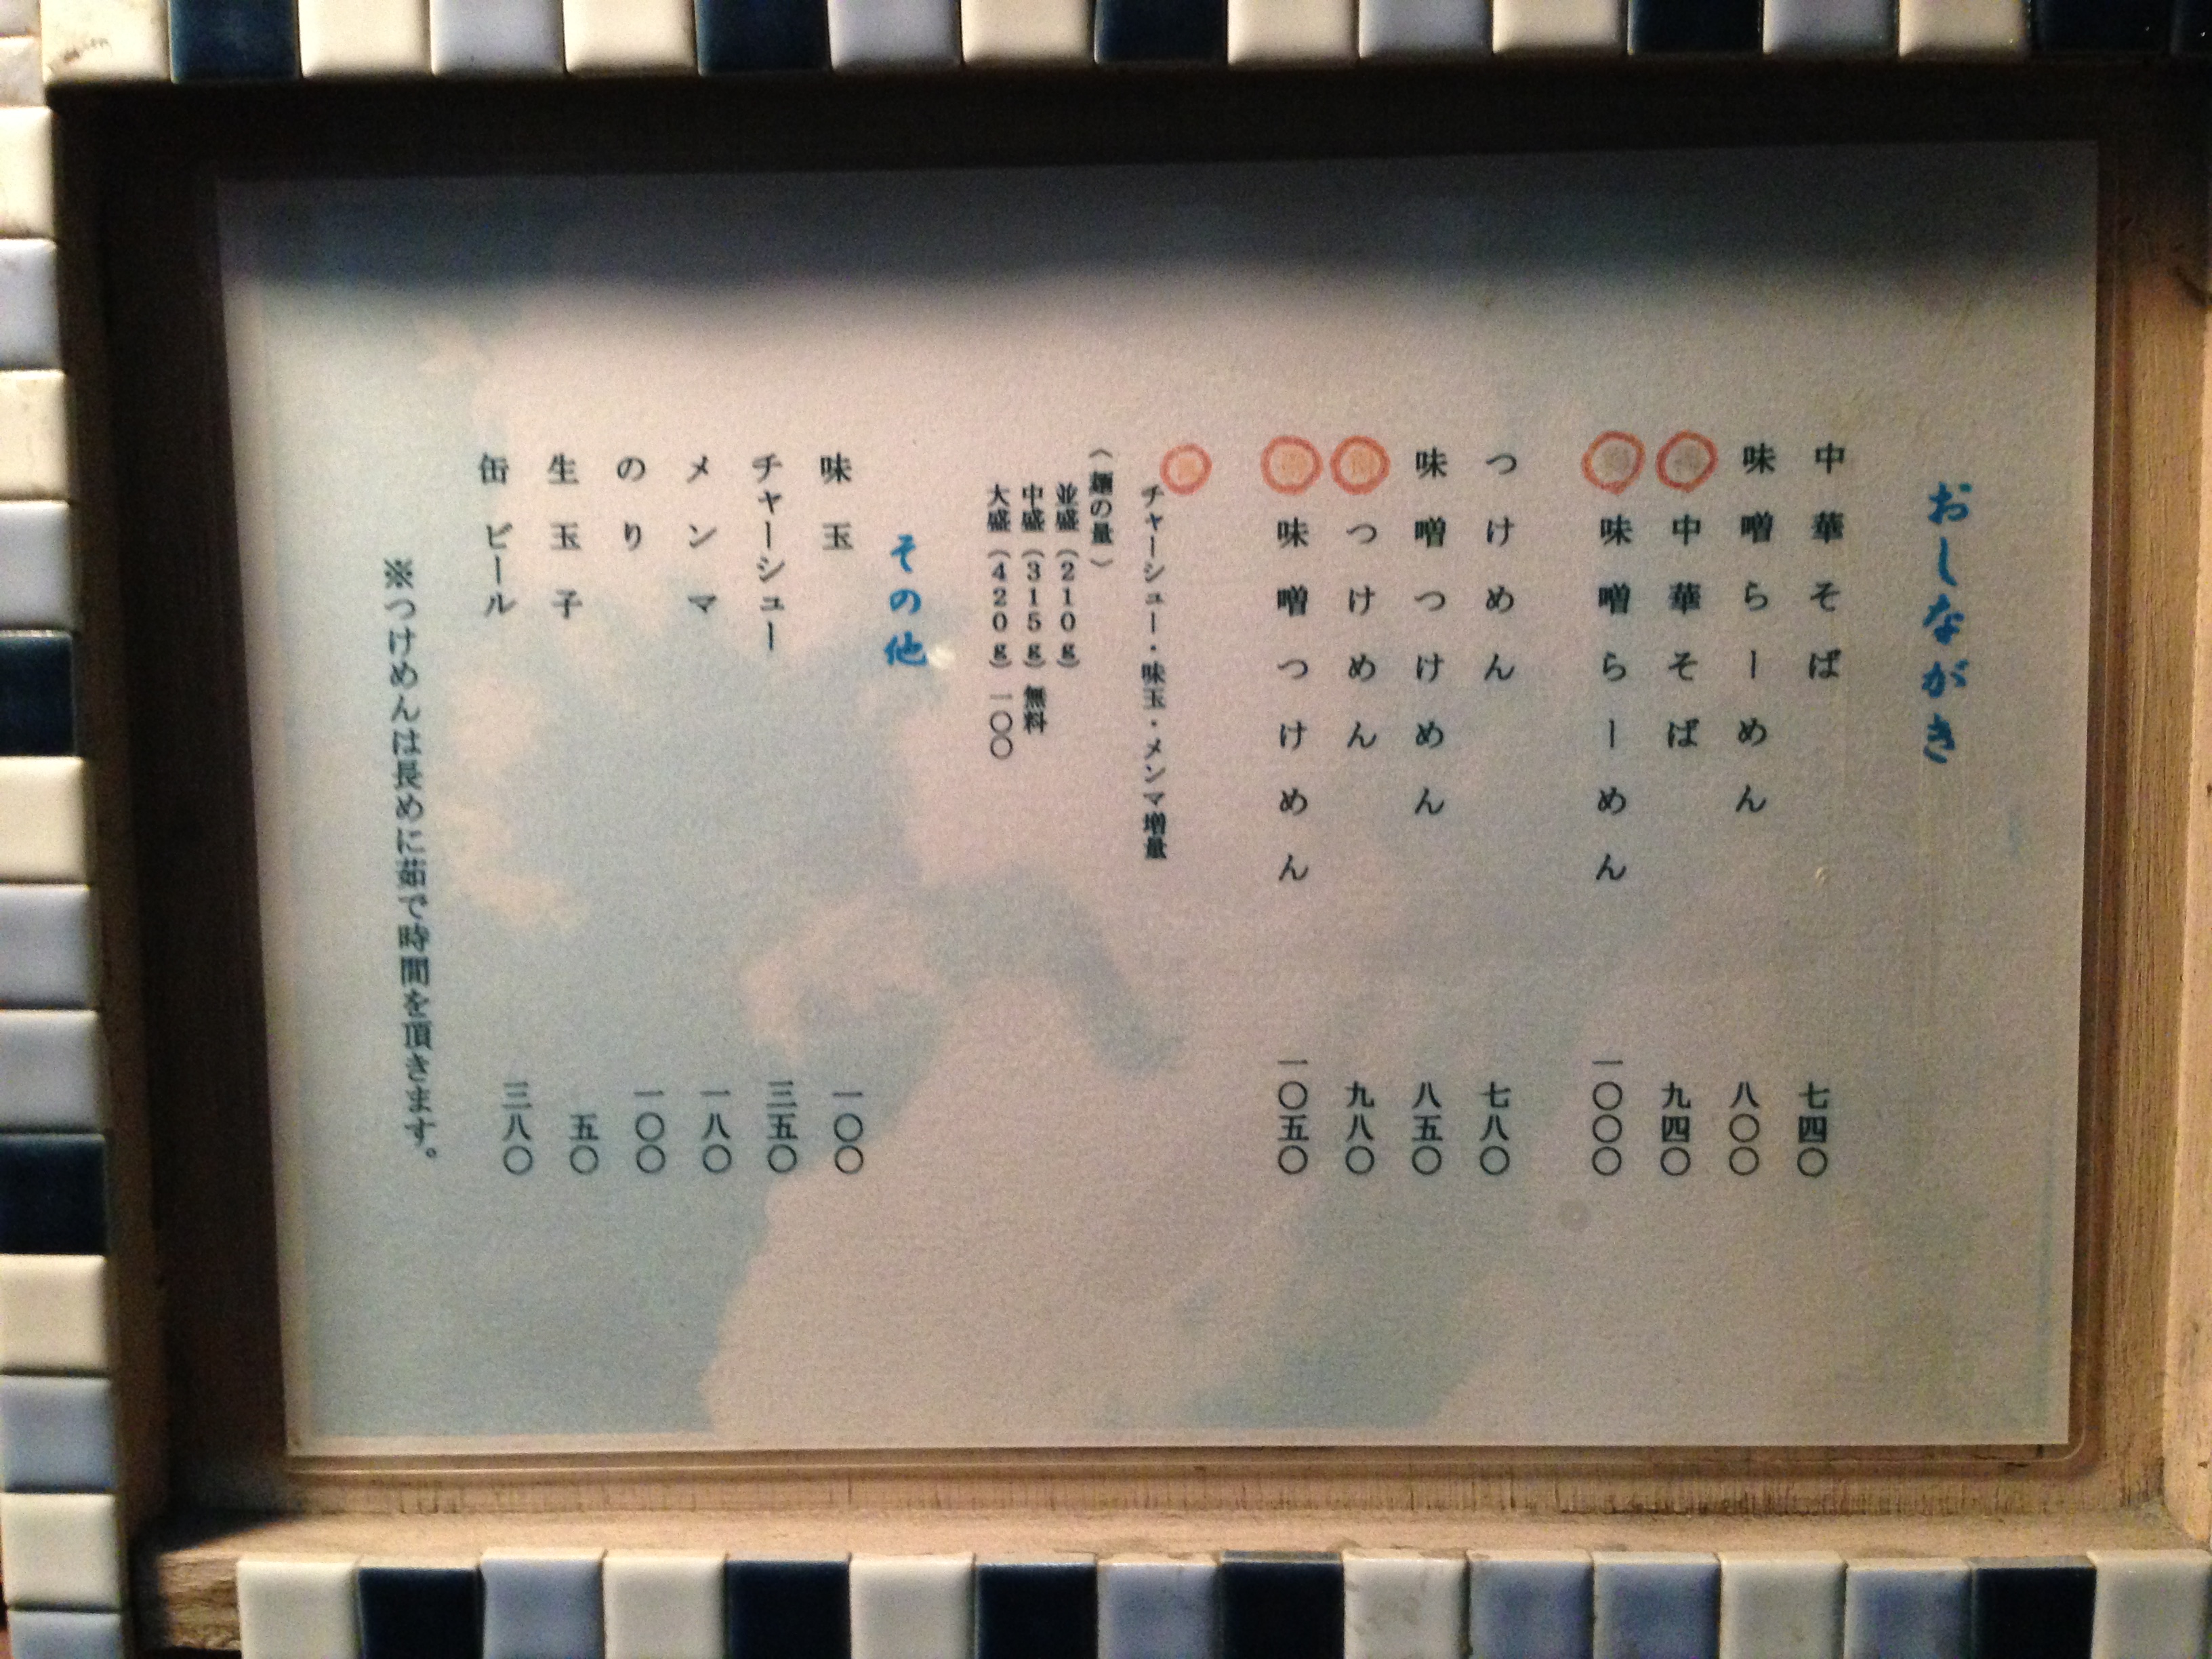 おしながき
中華そば 七四〇
味噌らーめん 八〇〇
中華そば 九四〇
味噌らーめん 一〇〇〇
つけめん 七八〇
味噌つけめん 八五〇
つけめん 九八〇
味噌つけめん 一〇五〇
チャーシュー・味玉・メンマ増量
(麺の量)
並盛(210g)
中盛(315g)無料
大盛(420g)一〇〇
その他
味玉 一〇〇
チャーシュー 三五〇
メンマ 一八〇
のり 一〇〇
生玉子 五〇
缶ビール 三八〇
※つけめんは長めに茹で時間を頂きます。